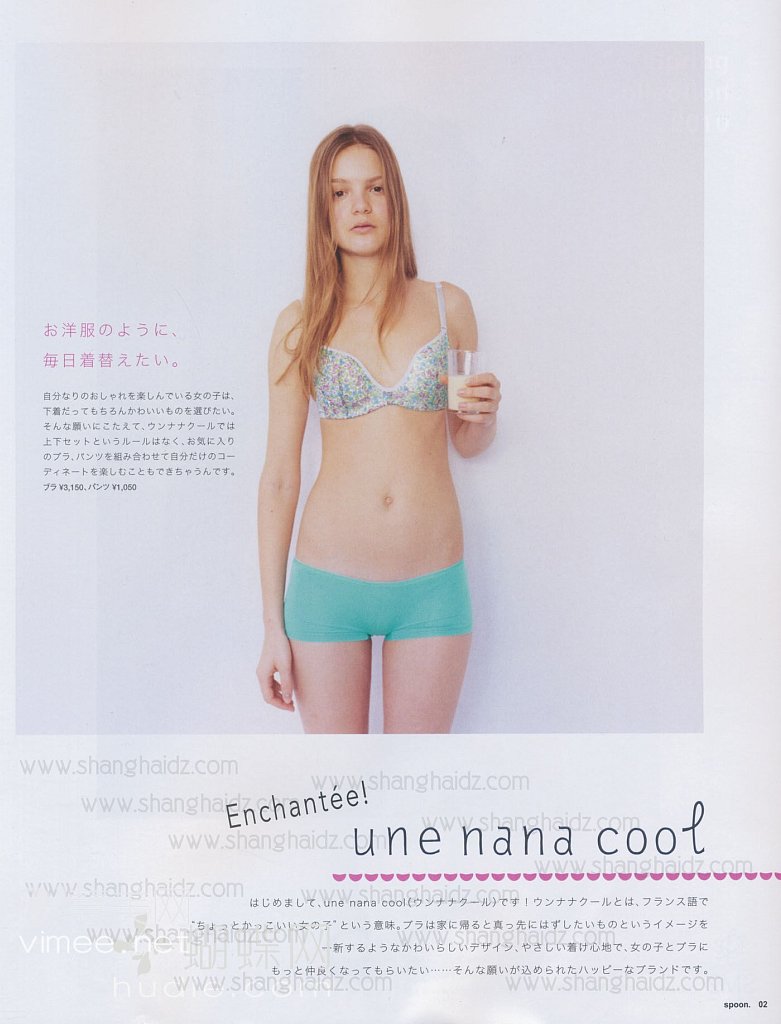 お洋服のように、
毎日着替えたい。
自分なりのおしゃれを楽しんでいる女の子は、
下着だってもちろんかわいいものを選びたい。
そんな願いにこたえて、ウンナナクールでは
上下セットというルールはなく、お気に入り
のブラ、パンツを組み合わせて自分だけのコー
ディネートを楽しむこともできちゃうんです。
ブラ ¥3,150、パンツ ¥1,050
www.shanghaidz.com
www.shanghaidz.com
www.shanghaidz.com
Enchantée!
www.shanghaidz.com
www.shanghaidz.com
une nana cool
www.shanghaidz.com
www.shanghaidz.com
www.shanghaidz.com
はじめまして、une nana cool(ウンナナクール)です!ウンナナクールとは、フランス語で
"ちょっとかっこいい女の子"という意味。ブラは家に帰ると真っ先にはずしたいものというイメージを
www.shanghaidz.com
www.shanghaidz.com
vimee.net
蝴蝶网
一新するようなかわいらしい デザイン、やさしい着け心地で、女の子とブラに
もっと仲良くなってもらいたい……そんな願いが込められたハッピーなブランドです。
www.shanghaidz.com
www.shanghaidz.com
hudie.com
spoon. 02